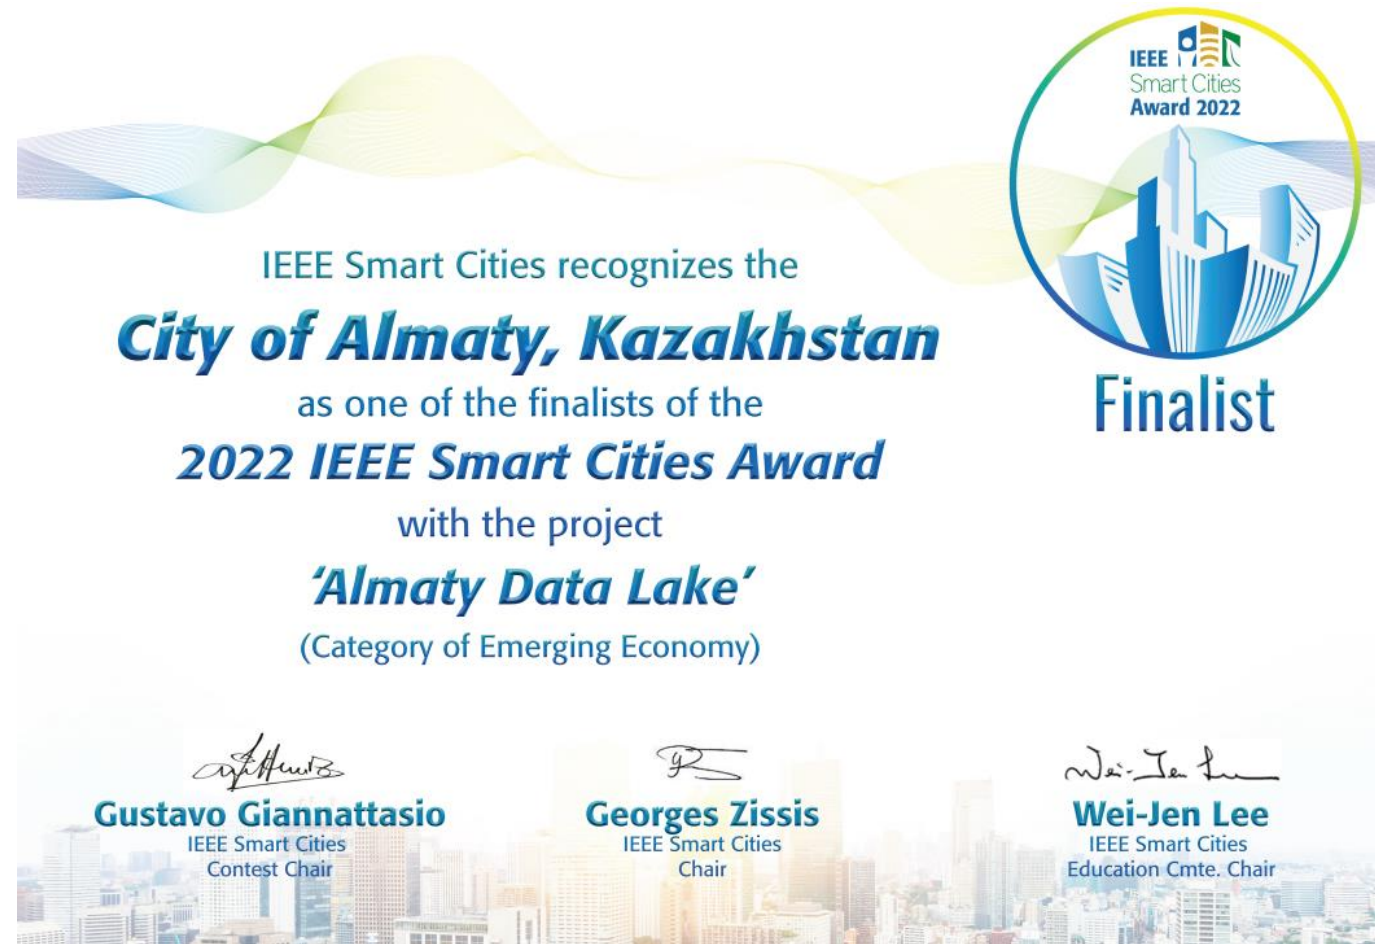 IEEE
Smart Cities
Award 2022
Finalist
IEEE Smart Cities recognizes the
City of Almaty, Kazakhstan
as one of the finalists of the
2022 IEEE Smart Cities Award
with the project
‘Almaty Data Lake’
(Category of Emerging Economy)
Wei-Jen Lee
Gustavo Giannattasio
IEEE Smart Cities
Contest Chair
Georges Zissis
IEEE Smart Cities
Chair
Wei-Jen Lee
IEEE Smart Cities
Education Cmte. Chair